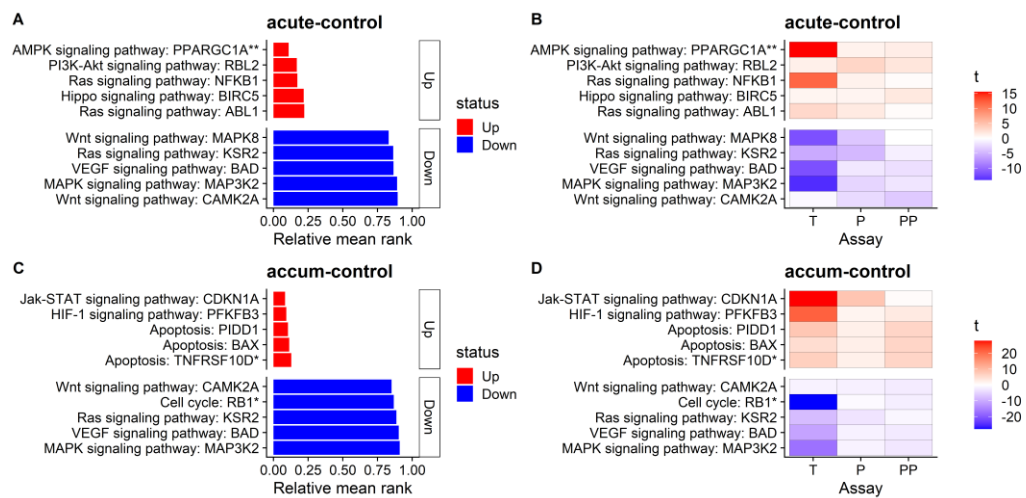 A
acute-control
AMPK signaling pathway: PPARGC1A**
PI3K-Akt signaling pathway: RBL2
Ras signaling pathway: NFKB1
Hippo signaling pathway: BIRC5
Ras signaling pathway: ABL1
Up
Wnt signaling pathway: MAPK8
Ras signaling pathway: KSR2
VEGF signaling pathway: BAD
MAPK signaling pathway: MAP3K2
Wnt signaling pathway: CAMK2A
Down
0.00 0.25 0.50 0.75 1.00
Relative mean rank
status
Up
Down
B
acute-control
AMPK signaling pathway: PPARGC1A**
PI3K-Akt signaling pathway: RBL2
Ras signaling pathway: NFKB1
Hippo signaling pathway: BIRC5
Ras signaling pathway: ABL1
Wnt signaling pathway: MAPK8
Ras signaling pathway: KSR2
VEGF signaling pathway: BAD
MAPK signaling pathway: MAP3K2
Wnt signaling pathway: CAMK2A
T P PP
Assay
t
15
10
5
0
-5
-10
C
accum-control
Jak-STAT signaling pathway: CDKN1A
HIF-1 signaling pathway: PFKFB3
Apoptosis: PIDD1
Apoptosis: BAX
Apoptosis: TNFRSF10D*
Up
Wnt signaling pathway: CAMK2A
Cell cycle: RB1*
Ras signaling pathway: KSR2
VEGF signaling pathway: BAD
MAPK signaling pathway: MAP3K2
Down
0.00 0.25 0.50 0.75 1.00
Relative mean rank
status
Up
Down
D
accum-control
Jak-STAT signaling pathway: CDKN1A
HIF-1 signaling pathway: PFKFB3
Apoptosis: PIDD1
Apoptosis: BAX
Apoptosis: TNFRSF10D*
Wnt signaling pathway: CAMK2A
Cell cycle: RB1*
Ras signaling pathway: KSR2
VEGF signaling pathway: BAD
MAPK signaling pathway: MAP3K2
T P PP
Assay
t
20
10
0
-10
-20